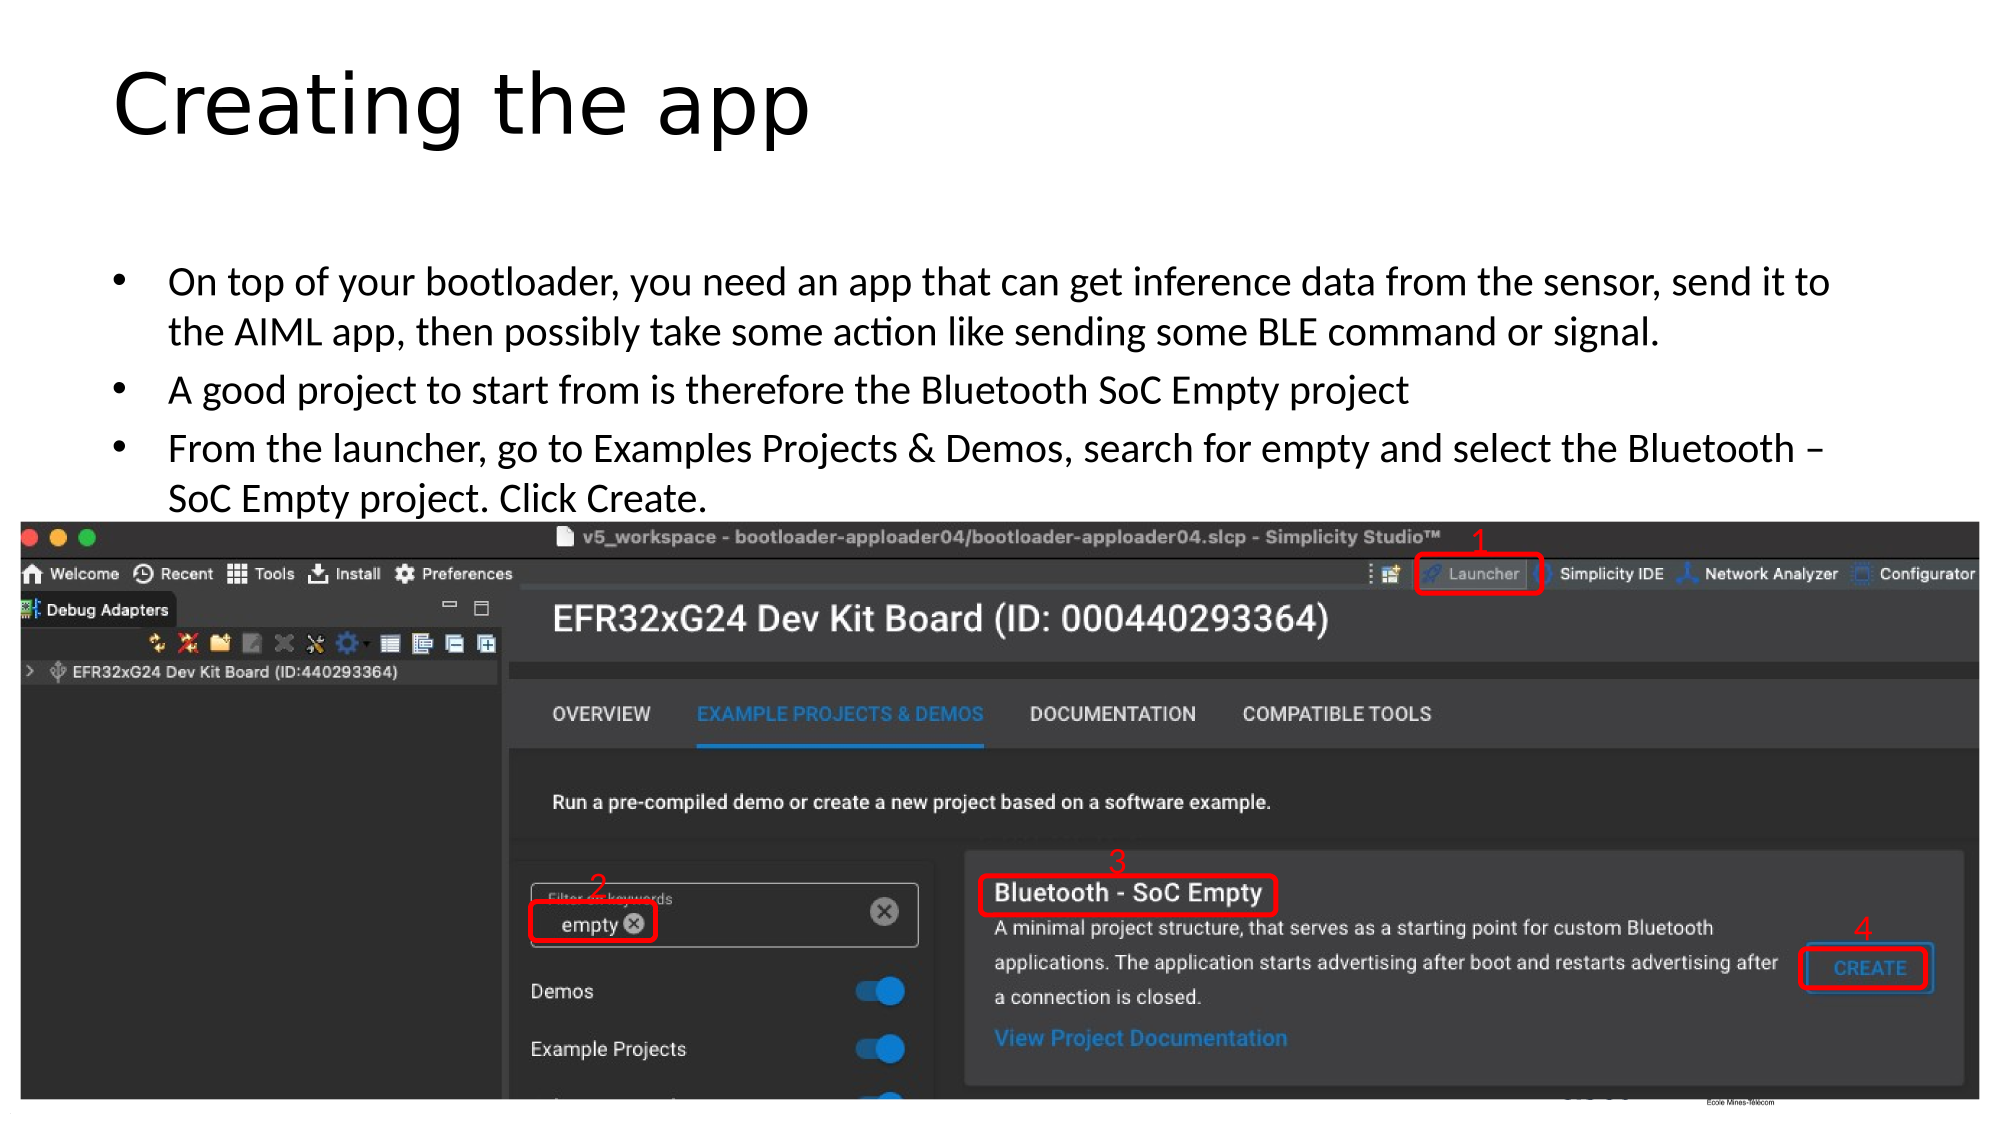 Creating the app
• On top of your bootloader, you need an app that can get inference data from the sensor, send it to
the AIML app, then possibly take some action like sending some BLE command or signal.
• A good project to start from is therefore the Bluetooth SoC Empty project
• From the launcher, go to Examples Projects & Demos, search for empty and select the Bluetooth –
SoC Empty project. Click Create.
v5_workspace - bootloader-apploader04/bootloader-apploader04.slcp - Simplicity Studio™
1
Welcome Recent Tools Install Preferences Launcher Simplicity IDE Network Analyzer Configurator
Debug Adapters
EFR32xG24 Dev Kit Board (ID: 000440293364)
EFR32xG24 Dev Kit Board (ID:440293364)
OVERVIEW EXAMPLE PROJECTS & DEMOS DOCUMENTATION COMPATIBLE TOOLS
Run a pre-compiled demo or create a new project based on a software example.
2
Filter on keywords
empty
Demos
Example Projects
3
Bluetooth - SoC Empty
A minimal project structure, that serves as a starting point for custom Bluetooth
applications. The application starts advertising after boot and restarts advertising after
a connection is closed.
4
CREATE
View Project Documentation
École Mines-Télécom